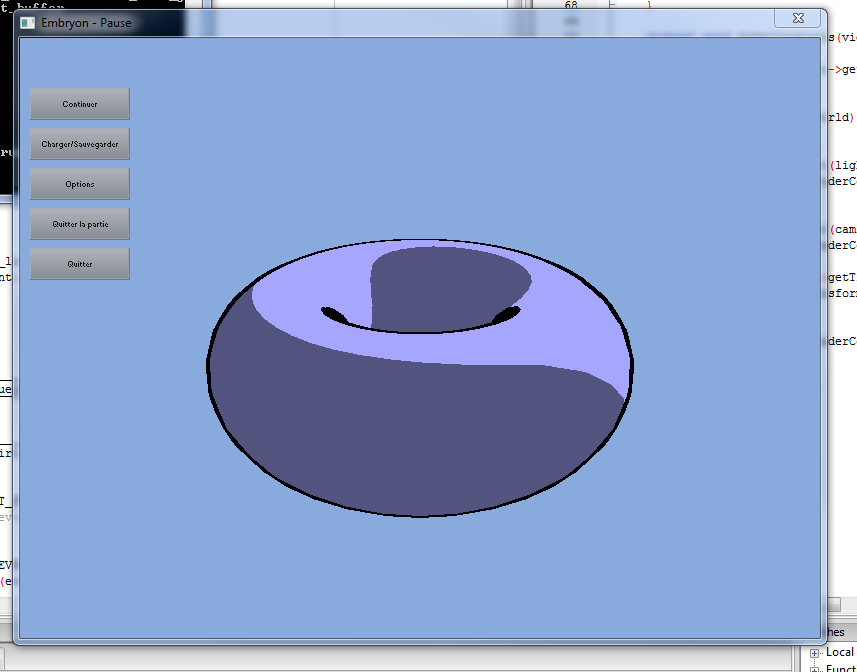 t_buffer
68
}
Embryon - Pause
Continuer
Charger/Sauvegarder
Options
Quitter la partie
Quitter
s(vi
->ge
rld)
(lig
derC
(cam
derC
getT
sfor
derC
ru
_l
nt
ue
ir
T_
ev
EV
(e
hes
Local
Funct